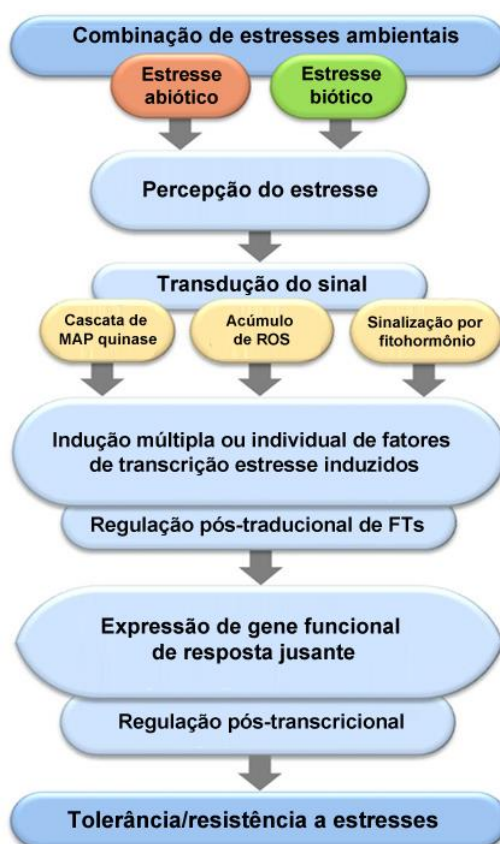 Combinação de estresses ambientais
Estresse
abiótico
Estresse
biótico
Percepção do estresse
Transdução do sinal
Cascata de
MAP quinase
Acúmulo
de ROS
Sinalização por
fitohormônio
Indução múltipla ou individual de fatores
de transcrição estresse induzidos
Regulação pós-traducional de FTs
Expressão de gene funcional
de resposta jusante
Regulação pós-transcricional
Tolerância/resistência a estresses